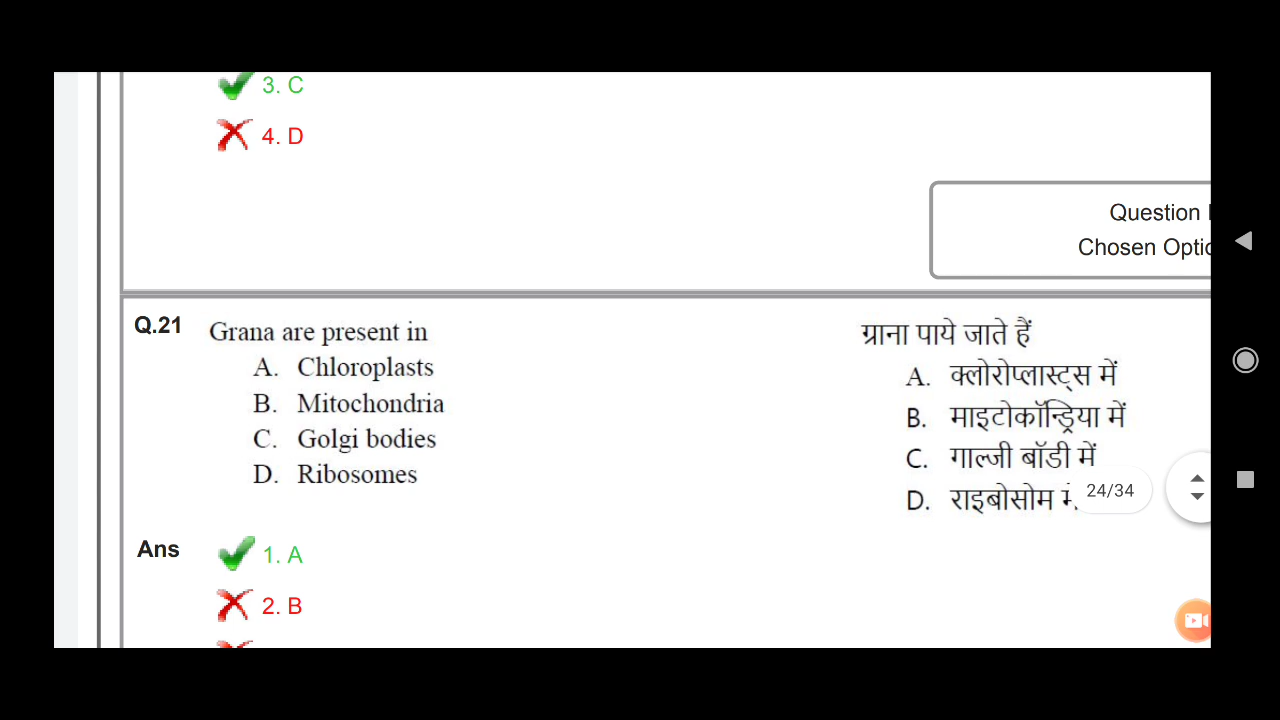 3. C
4. D
Question
Chosen
Q.21 Grana are present in
A. Chloroplasts
B. Mitochondria
C. Golgi bodies
D. Ribosomes
ग्राना पाये जाते हैं
A. क्लोरोप्लास्ट्स में
B. माइटोकॉन्ड्रिया में
C. गाल्जी बॉडी में
D. राइबोसोम
24/34
Ans 1. A
2. B